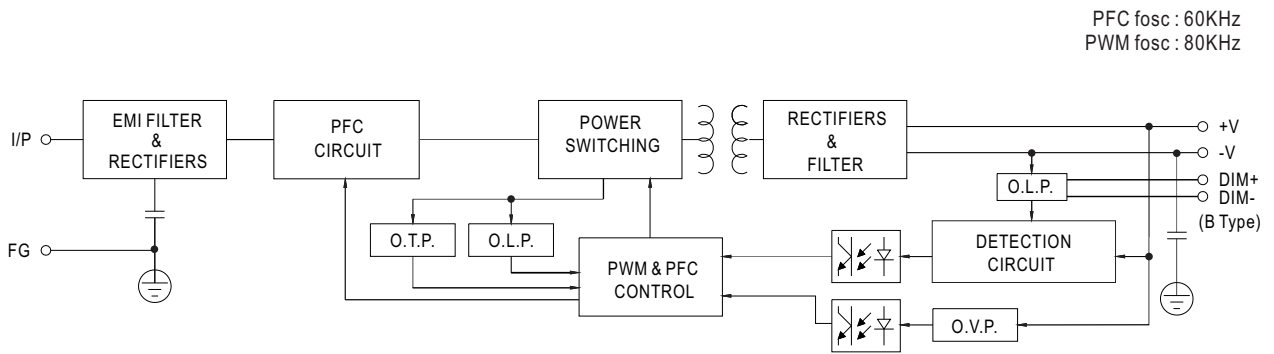 PFC fosc : 60KHz
PWM fosc : 80KHz
I/P
EMI FILTER
&
RECTIFIERS
PFC
CIRCUIT
POWER
SWITCHING
RECTIFIERS
&
FILTER
+V
-V
DIM+
DIM-
(B Type)
O.L.P.
FG
O.T.P.
O.L.P.
PWM & PFC
CONTROL
DETECTION
CIRCUIT
O.V.P.